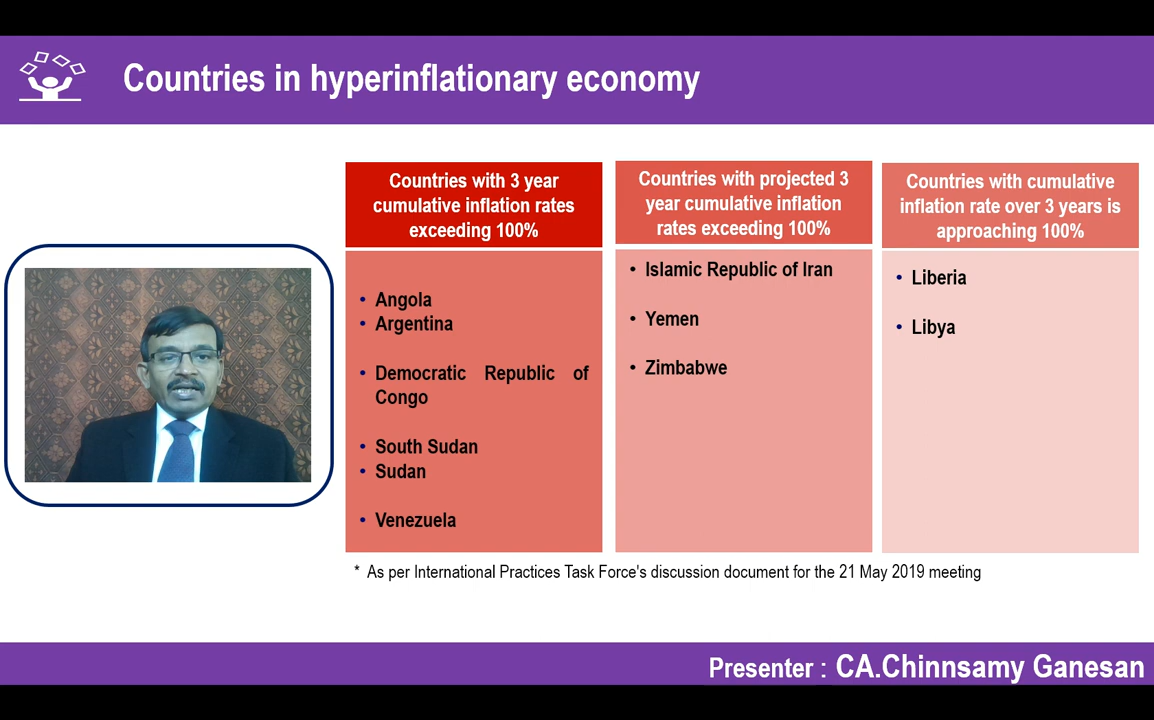 Countries in hyperinflationary economy
Countries with 3 year
cumulative inflation rates
exceeding 100%
• Angola
• Argentina
• Democratic Republic of
Congo
• South Sudan
• Sudan
• Venezuela
Countries with projected 3
year cumulative inflation
rates exceeding 100%
• Islamic Republic of Iran
• Yemen
• Zimbabwe
Countries with cumulative
inflation rate over 3 years is
approaching 100%
• Liberia
• Libya
* As per International Practices Task Force's discussion document for the 21 May 2019 meeting
Presenter : CA.Chinnsamy Ganesan